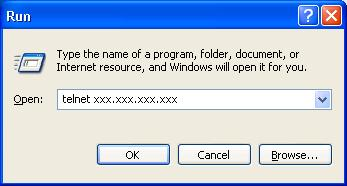 Run
Type the name of a program, folder, document, or
Internet resource, and Windows will open it for you.
Open: telnet xxx.xxx.xxx.xxx
OK Cancel Browse...